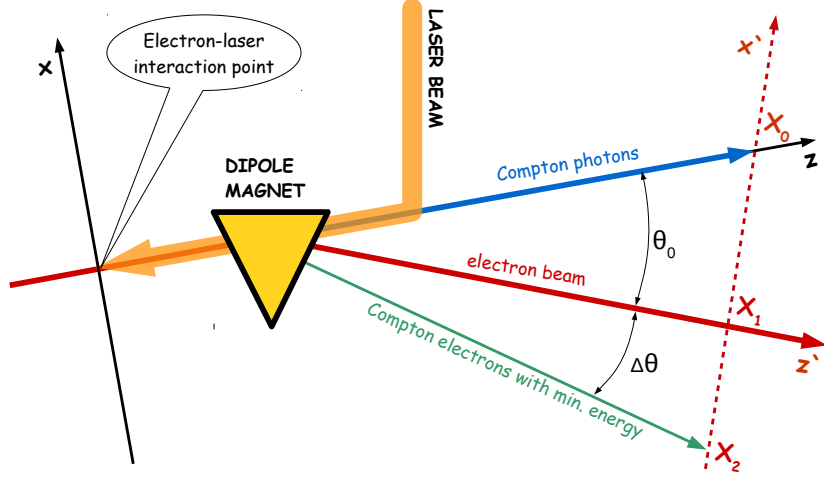 Electron-laser
interaction point
x
LASER BEAM
x`
X₀
z
DIPOLE
MAGNET
Compton photons
θ₀
electron beam
X₁
z`
Compton electrons with min. energy
Δθ
X₂